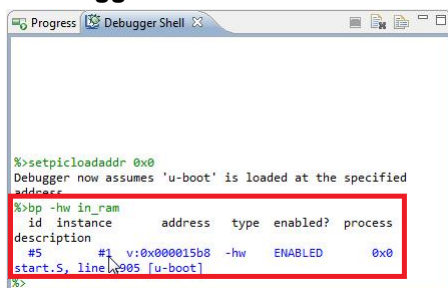 Progress Debugger Shell
%>setpicloadaddr 0x0
Debugger now assumes 'u-boot' is loaded at the specified
address
%>bp -hw in_ram
id instance address type enabled? process
description
#5 #1 v:0x000015b8 -hw ENABLED 0x0
start.S, line 905 [u-boot]
%>